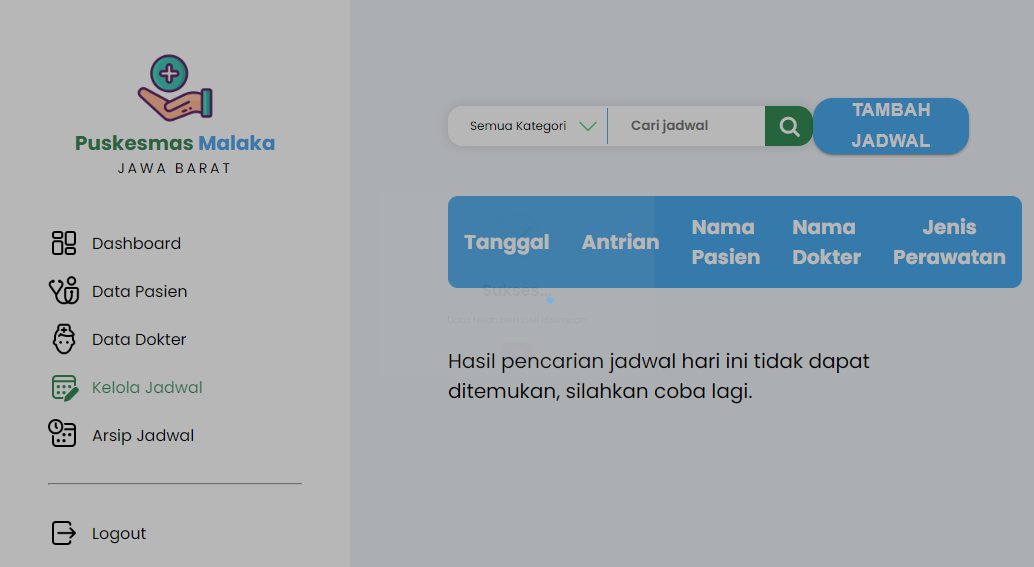 Puskesmas Malaka
JAWA BARAT
Dashboard
Data Pasien
Data Dokter
Kelola Jadwal
Arsip Jadwal
Logout
Semua Kategori
Cari jadwal
TAMBAH
JADWAL
Tanggal
Antrian
Nama
Pasien
Nama
Dokter
Jenis
Perawatan
Sukses...
Hasil pencarian jadwal hari ini tidak dapat
ditemukan, silahkan coba lagi.